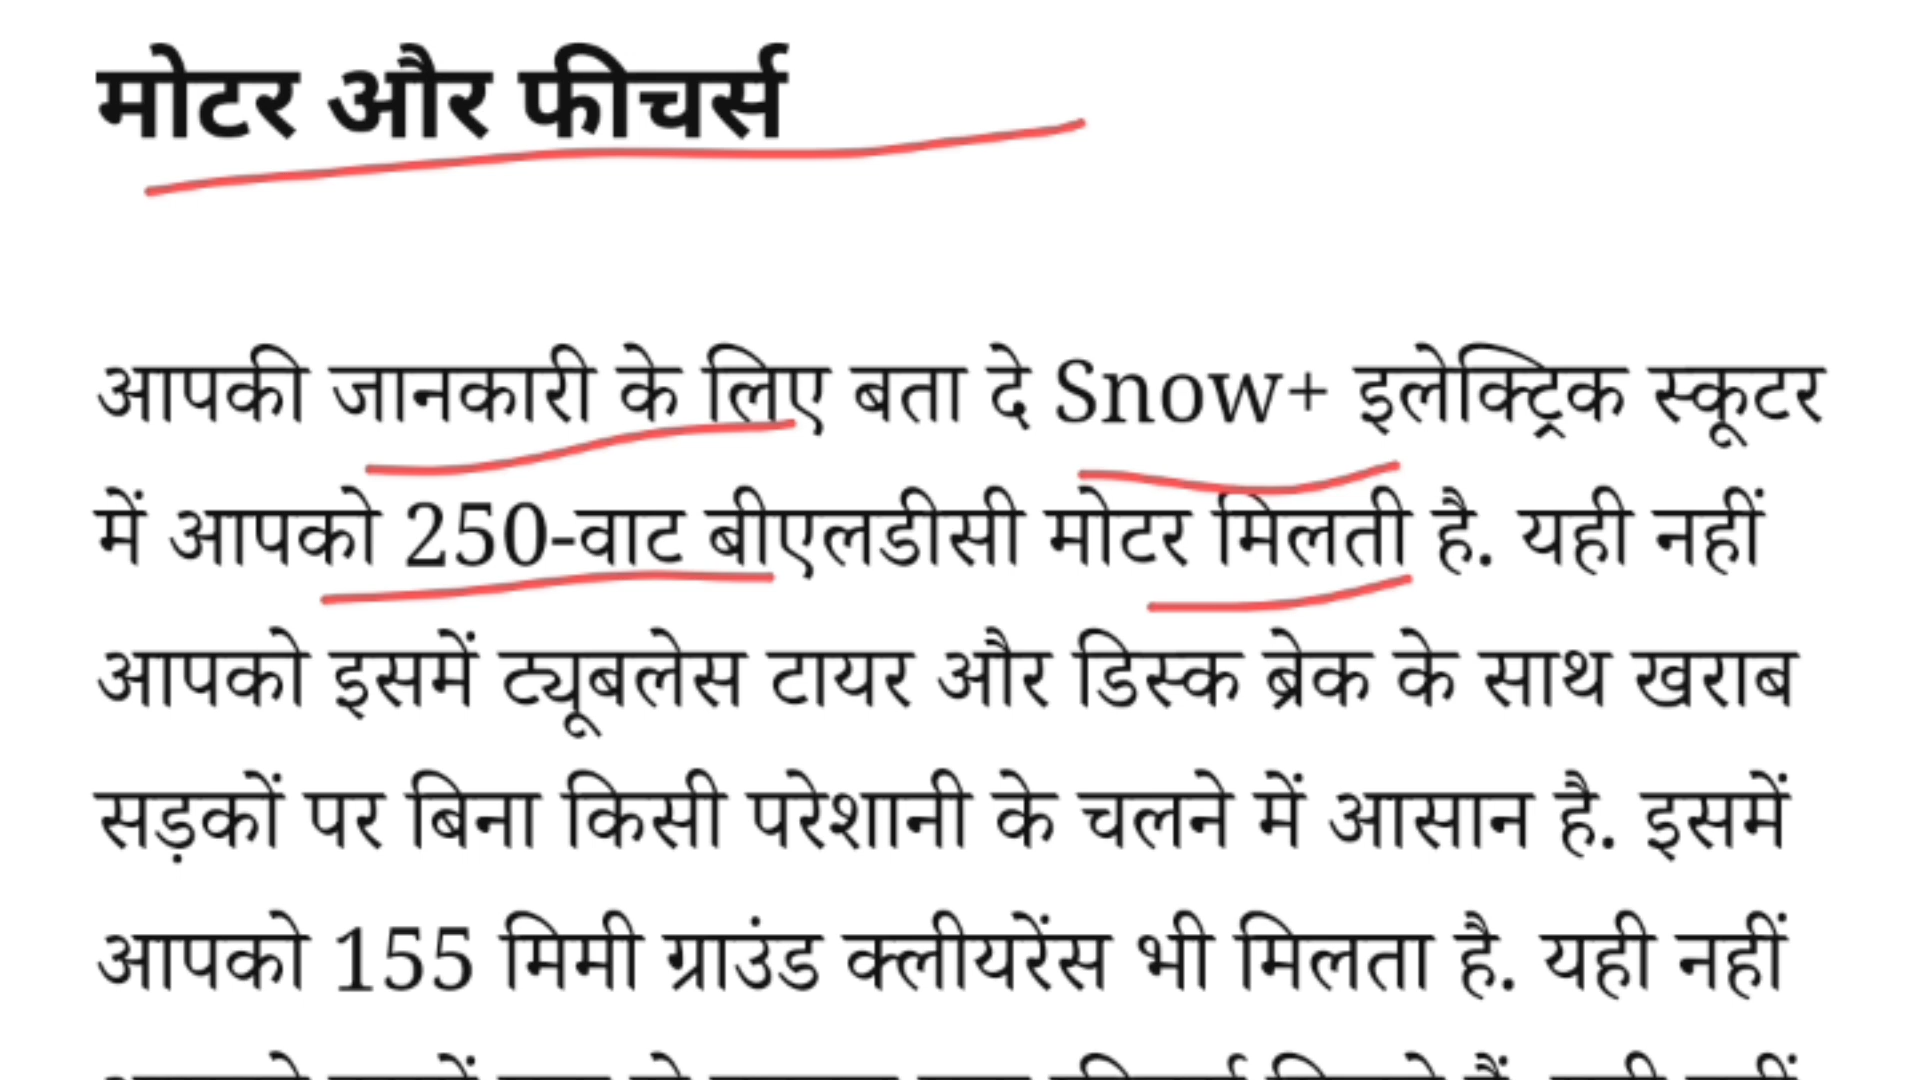 मोटर और फीचर्स
आपकी जानकारी के लिए बता दे Snow+ इलेक्ट्रिक स्कूटर
में आपको 250-वाट बीएलडीसी मोटर मिलती है. यही नहीं
आपको इसमें ट्यूबलेस टायर और डिस्क ब्रेक के साथ खराब
सड़कों पर बिना किसी परेशानी के चलने में आसान है. इसमें
आपको 155 मिमी ग्राउंड क्लीयरेंस भी मिलता है. यही नहीं